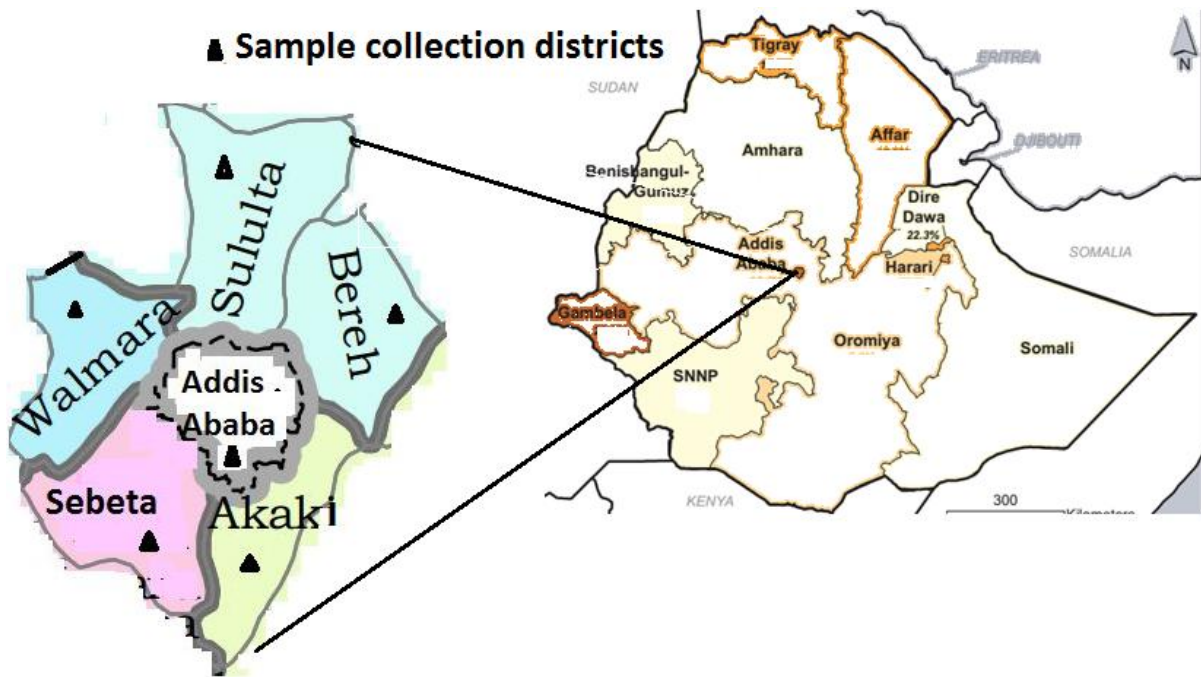 Sample collection districts
Sululta
Bereh
Walmara
Addis
Ababa
Sebeta
Akaki
Tigray
ERITREA
SUDAN
Affar
DJIBOUTI
Amhara
Benishangul-
Gumuz
Dire
Dawa
22.3%
Addis
Ababa
SOMALIA
Harari
Gambela
Oromiya
Somali
SNNP
KENYA
300
Kilometers
N